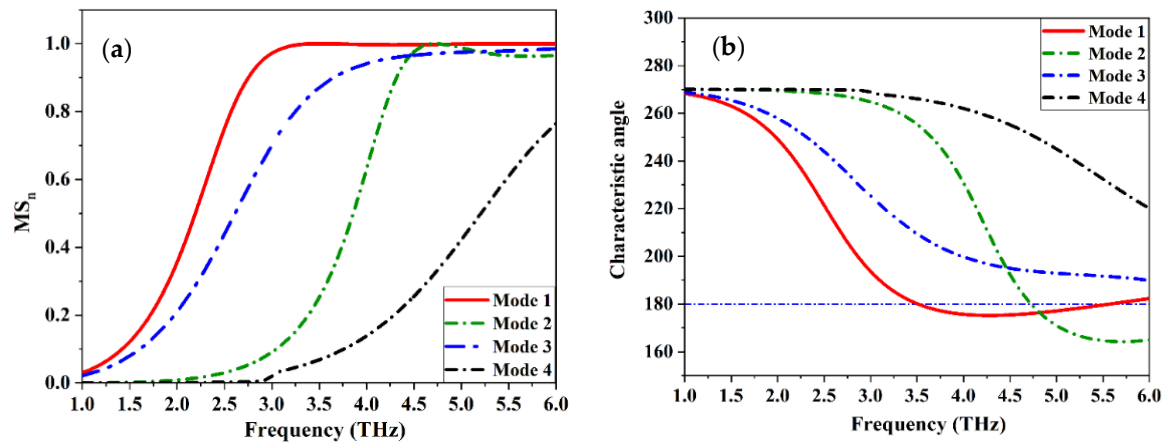 (a)
MSn
1.0
0.8
0.6
0.4
0.2
0.0
1.0 1.5 2.0 2.5 3.0 3.5 4.0 4.5 5.0 5.5 6.0
Frequency (THz)
Mode 1
Mode 2
Mode 3
Mode 4
(b)
Characteristic angle
300
280
260
240
220
200
180
160
1.0 1.5 2.0 2.5 3.0 3.5 4.0 4.5 5.0 5.5 6.0
Frequency (THz)
Mode 1
Mode 2
Mode 3
Mode 4